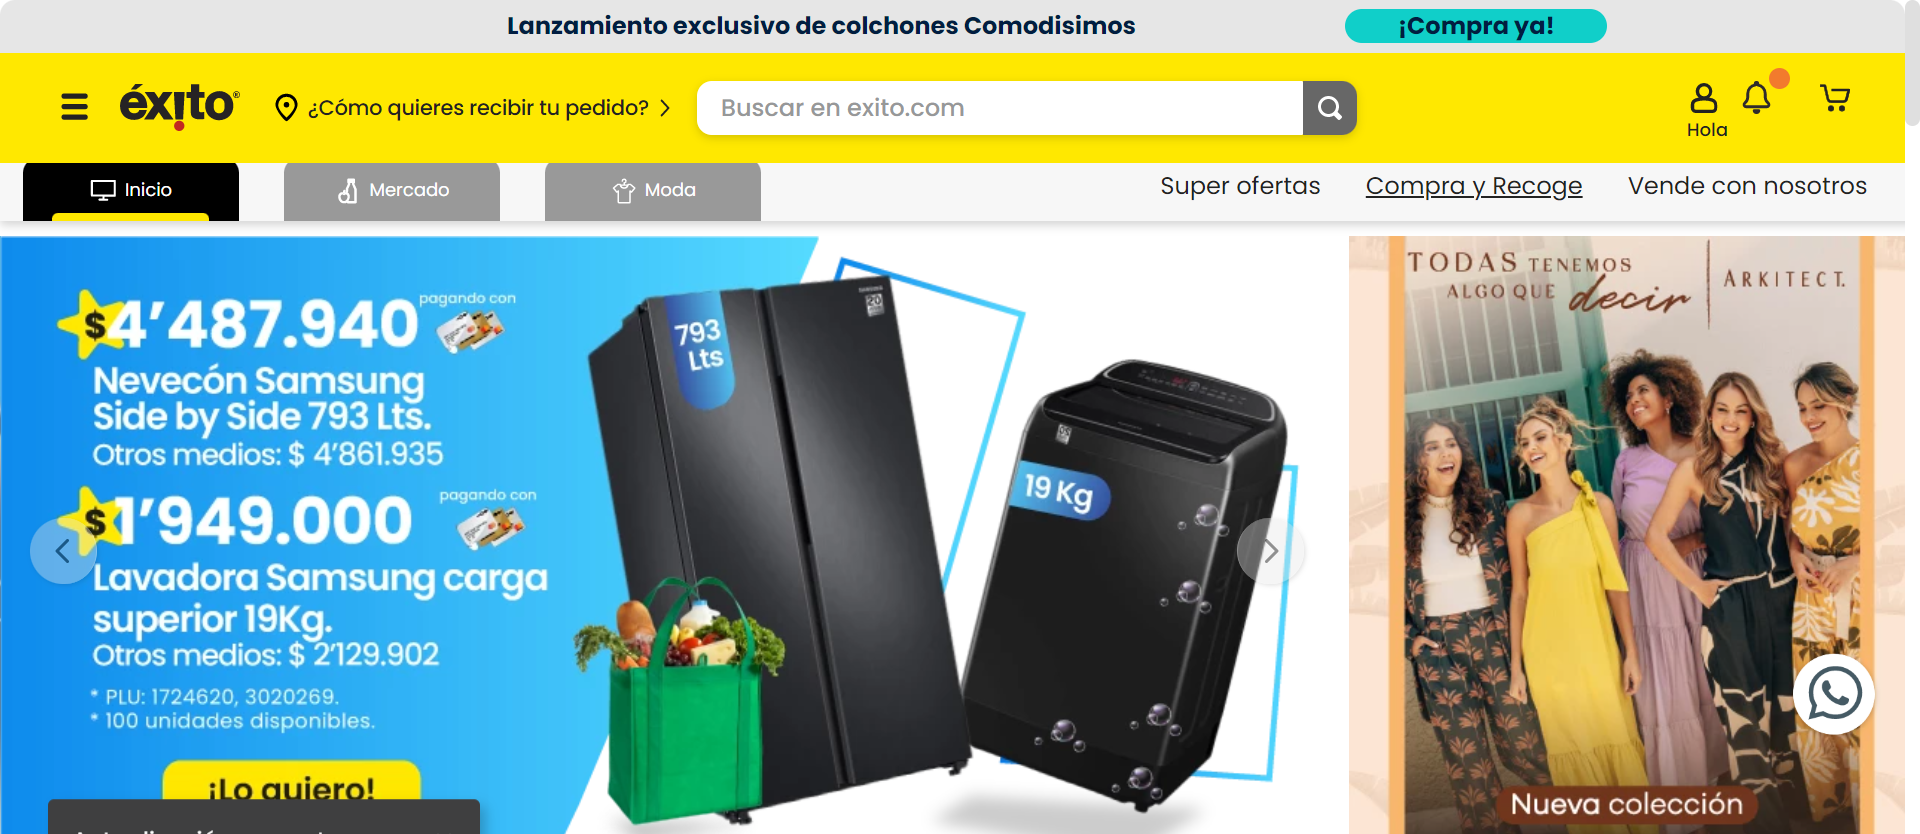 Lanzamiento exclusivo de colchones Comodisimos
¡Compra ya!
éxito®
¿Cómo quieres recibir tu pedido?
Buscar en exito.com
Hola
Inicio
Mercado
Moda
Super ofertas
Compra y Recoge
Vende con nosotros
$4'487.940
pagando con
Nevecón Samsung
Side by Side 793 Lts.
Otros medios: $ 4'861.935
$1'949.000
pagando con
Lavadora Samsung carga
superior 19Kg.
Otros medios: $ 2'129.902
* PLU: 1724620, 3020269.
* 100 unidades disponibles.
¡Lo quiero!
793
Lts
SAMSUNG
20
19 Kg
TODAS TENEMOS
ALGO QUE decir
ARKITECT.
Nueva colección